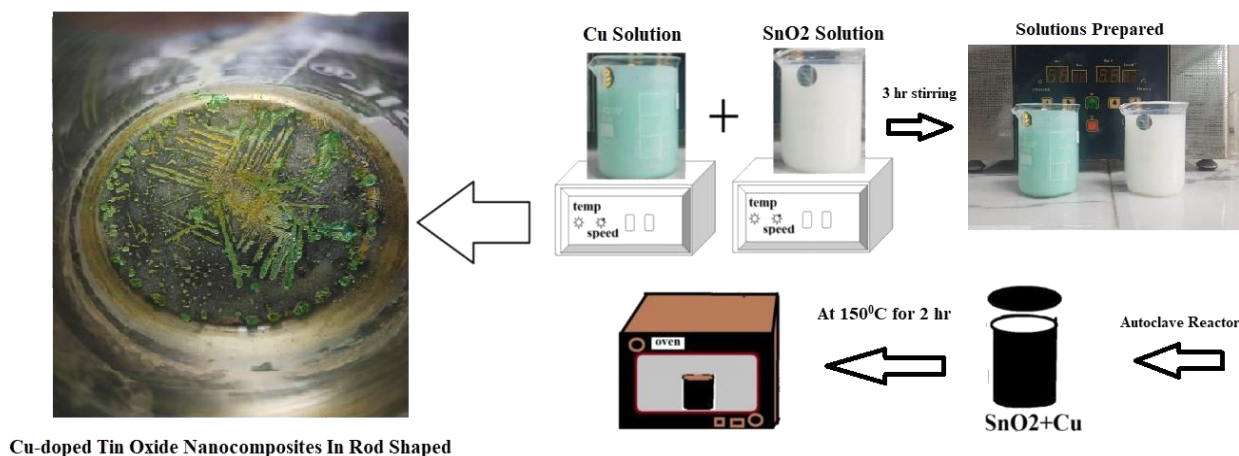 Cu Solution
SnO2 Solution
Solutions Prepared
3 hr stirring
+
temp
speed
temp
speed
At 150⁰C for 2 hr
Autoclave Reactor
oven
SnO2+Cu
Cu-doped Tin Oxide Nanocomposites In Rod Shaped